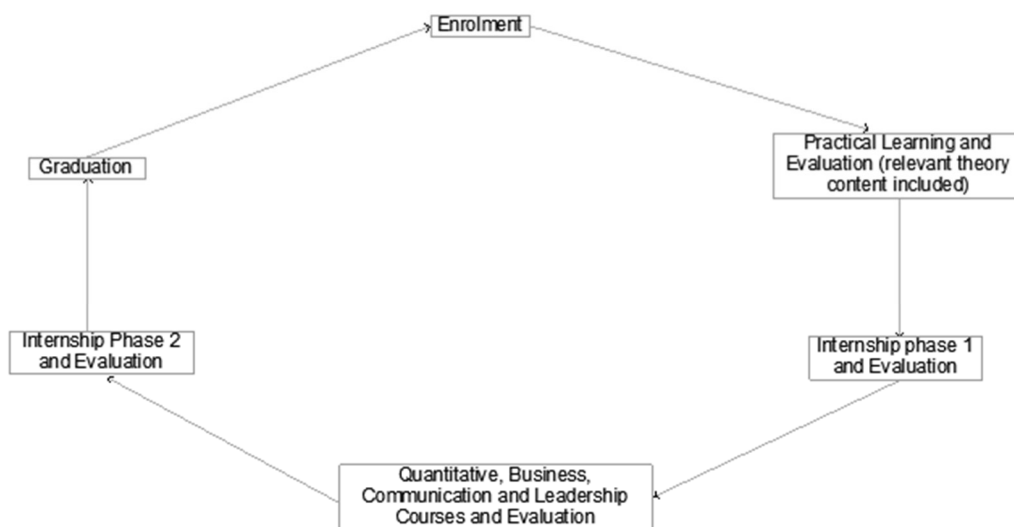 Enrolment
Practical Learning and
Evaluation (relevant theory
content included)
Graduation
Internship Phase 2
and Evaluation
Internship phase 1
and Evaluation
Quantitative, Business,
Communication and Leadership
Courses and Evaluation